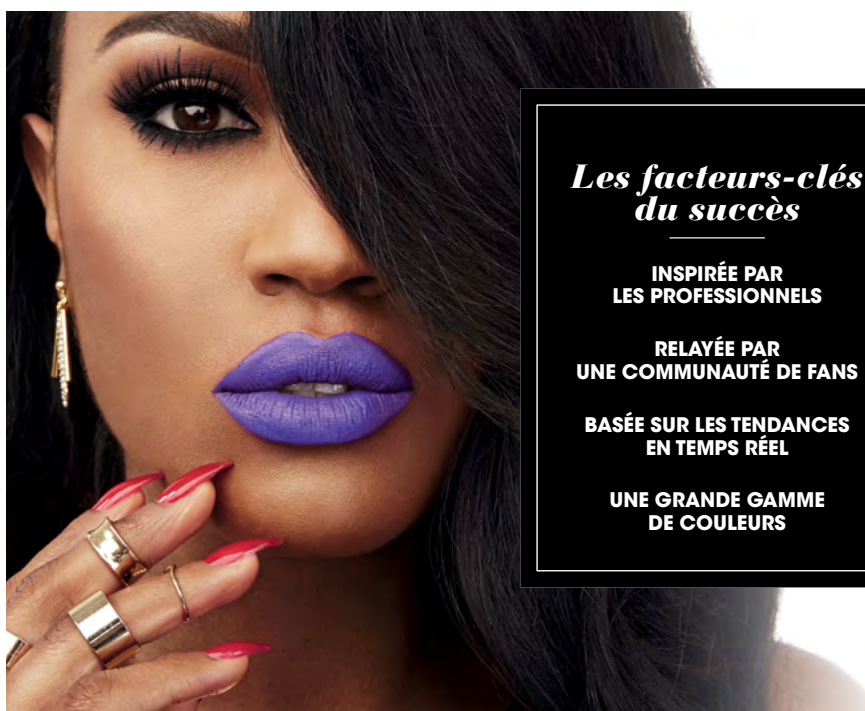 Les facteurs-clés
du succès
INSPIRÉE PAR
LES PROFESSIONNELS
RELAYÉE PAR
UNE COMMUNAUTÉ DE FANS
BASÉE SUR LES TENDANCES
EN TEMPS RÉEL
UNE GRANDE GAMME
DE COULEURS